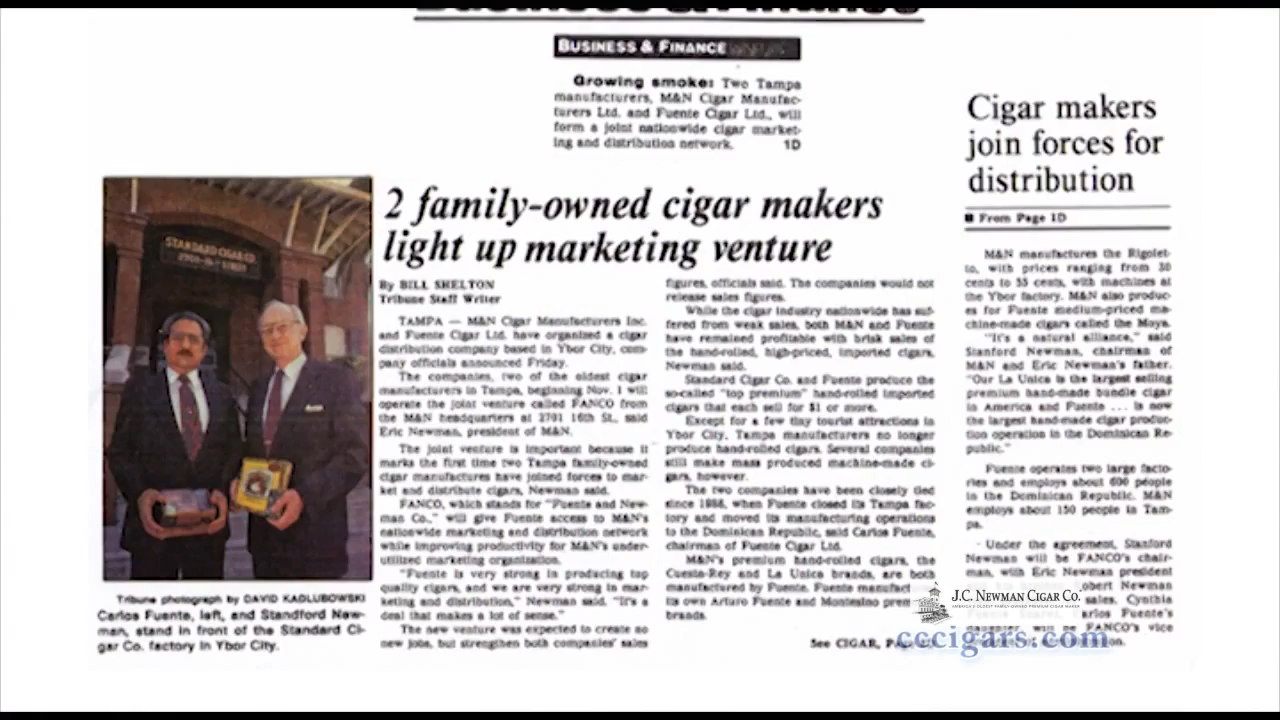 BUSINESS & FINANCE
Growing smoke: Two Tampa
manufacturers, M&N Cigar Manufac-
turers Ltd. and Fuente Cigar Ltd., will
form a joint nationwide cigar market-
ing and distribution network. 1D
STANDARD CIGAR CO
2701-16th STREET
Tribune photograph by DAVID KADLUBOWSKI
Carlos Fuente, left, and Standford New-
man, stand in front of the Standard Ci-
gar Co. factory in Ybor City.
2 family-owned cigar makers
light up marketing venture
By BILL SHELTON
Tribune Staff Writer
TAMPA — M&N Cigar Manufacturers Inc.
and Fuente Cigar Ltd. have organized a cigar
distribution company based in Ybor City, com-
pany officials announced Friday.
The companies, two of the oldest cigar
manufacturers in Tampa, beginning Nov. 1 will
operate the joint venture called FANCO from
the M&N headquarters at 2701 16th St., said
Eric Newman, president of M&N.
The joint venture is important because it
marks the first time two Tampa family-owned
cigar manufactures have joined forces to mar-
ket and distribute cigars, Newman said.
FANCO, which stands for "Fuente and New-
man Co.," will give Fuente access to M&N's
nationwide marketing and distribution network
while improving productivity for M&N's under-
utilized marketing organization.
"Fuente is very strong in producing top
quality cigars, and we are very strong in mar-
keting and distribution," Newman said. "It's a
deal that makes a lot of sense."
The new venture was expected to create no
new jobs, but strengthen both companies' sales
figures, officials said. The companies would not
release sales figures.
While the cigar industry nationwide has suf-
fered from weak sales, both M&N and Fuente
have remained profitable with brisk sales of
the hand-rolled, high-priced, imported cigars,
Newman said.
Standard Cigar Co. and Fuente produce the
so-called "top premium" hand-rolled imported
cigars that each sell for $1 or more.
Except for a few tiny tourist attractions in
Ybor City, Tampa manufacturers no longer
produce hand-rolled cigars. Several companies
still make mass produced machine-made ci-
gars, however.
The two companies have been closely tied
since 1986, when Fuente closed its Tampa fac-
tory and moved its manufacturing operations
to the Dominican Republic, said Carlos Fuente,
chairman of Fuente Cigar Ltd.
M&N's premium hand-rolled cigars, the
Cuesta-Rey and La Unica brands, are both
manufactured by Fuente. Fuente manufact
its own Arturo Fuente and Montesino prem
brands.
See CIGAR,
Cigar makers
join forces for
distribution
■ From Page 1D
M&N manufactures the Rigolet-
to, with prices ranging from 30
cents to 55 cents, with machines at
the Ybor factory. M&N also produc-
es for Fuente medium-priced ma-
chine-made cigars called the Moya.
"It's a natural alliance," said
Stanford Newman, chairman of
M&N and Eric Newman's father.
"Our La Unica is the largest selling
premium hand-made bundle cigar
in America and Fuente ... is now
the largest hand-made cigar produc-
tion operation in the Dominican Re-
public."
Fuente operates two large facto-
ries and employs about 600 people
in the Dominican Republic. M&N
employs about 150 people in Tam-
pa.
Under the agreement, Stanford
Newman will be FANCO's chair-
man, with Eric Newman president
obert Newman
sales. Cynthia
arlos Fuente's
will be FANCO's vice
J.C. NEWMAN CIGAR CO.
AMERICA'S OLDEST FAMILY-OWNED PREMIUM CIGAR MAKER
cccigars.com